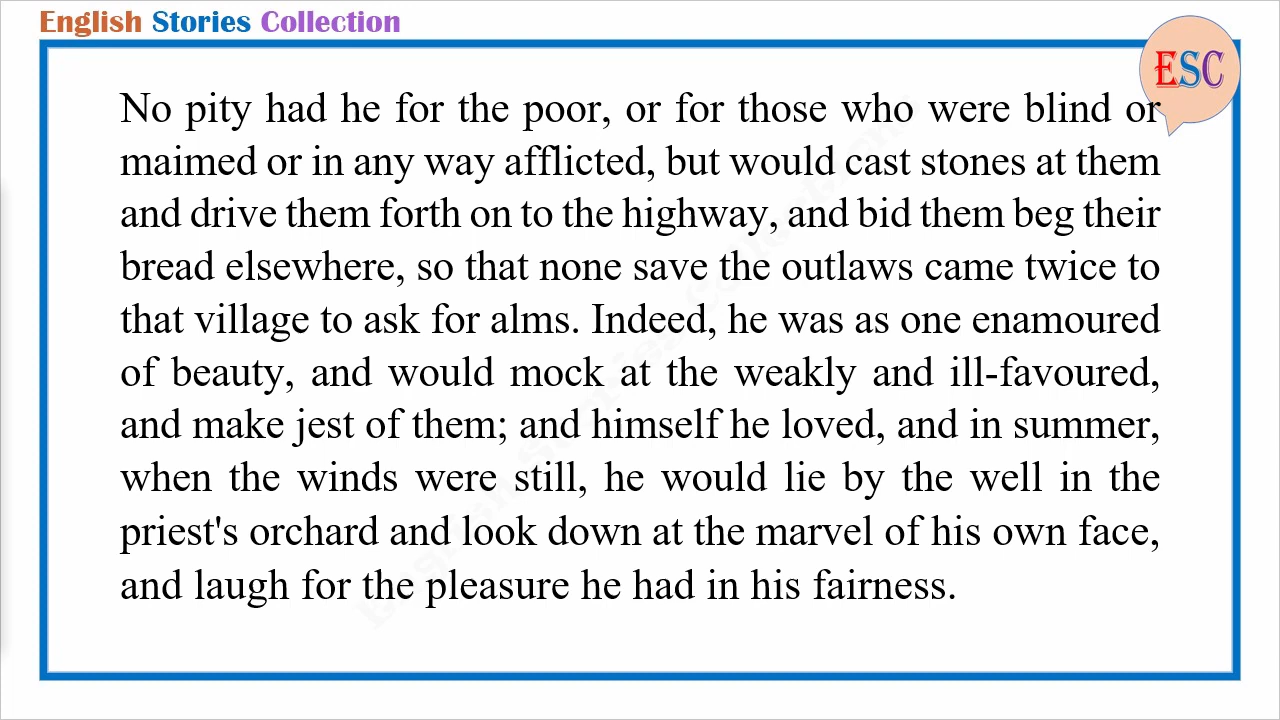 English Stories Collection
ESC
No pity had he for the poor, or for those who were blind or
maimed or in any way afflicted, but would cast stones at them
and drive them forth on to the highway, and bid them beg their
bread elsewhere, so that none save the outlaws came twice to
that village to ask for alms. Indeed, he was as one enamoured
of beauty, and would mock at the weakly and ill-favoured,
and make jest of them; and himself he loved, and in summer,
when the winds were still, he would lie by the well in the
priest's orchard and look down at the marvel of his own face,
and laugh for the pleasure he had in his fairness.